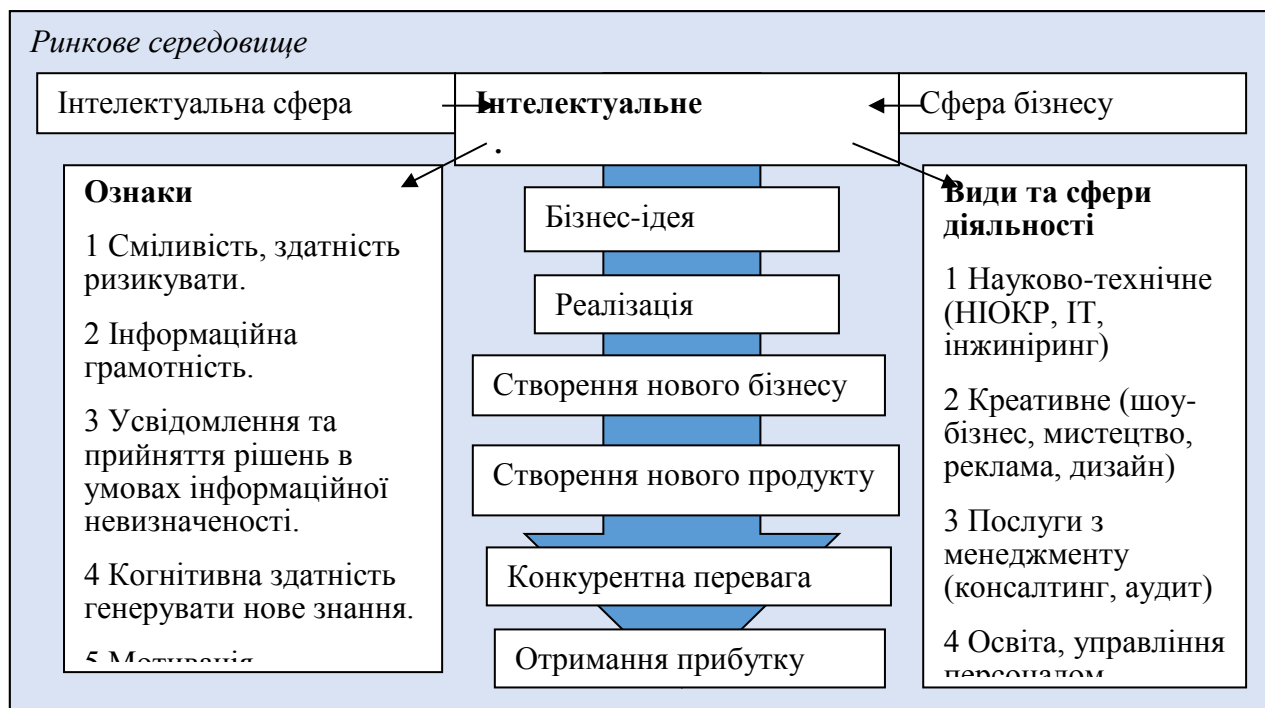 Ринкове середовище
Інтелектуальна сфера
Інтелектуальне
.
Сфера бізнесу
Ознаки
1 Сміливість, здатність
ризикувати.
2 Інформаційна
грамотність.
3 Усвідомлення та
прийняття рішень в
умовах інформаційної
невизначеності.
4 Когнітивна здатність
генерувати нове знання.
5 Мотивація
Бізнес-ідея
Реалізація
Створення нового бізнесу
Створення нового продукту
Конкурентна перевага
Отримання прибутку
Види та сфери
діяльності
1 Науково-технічне
(НІОКР, ІТ,
інжиніринг)
2 Креативне (шоу-
бізнес, мистецтво,
реклама, дизайн)
3 Послуги з
менеджменту
(консалтинг, аудит)
4 Освіта, управління
персоналом